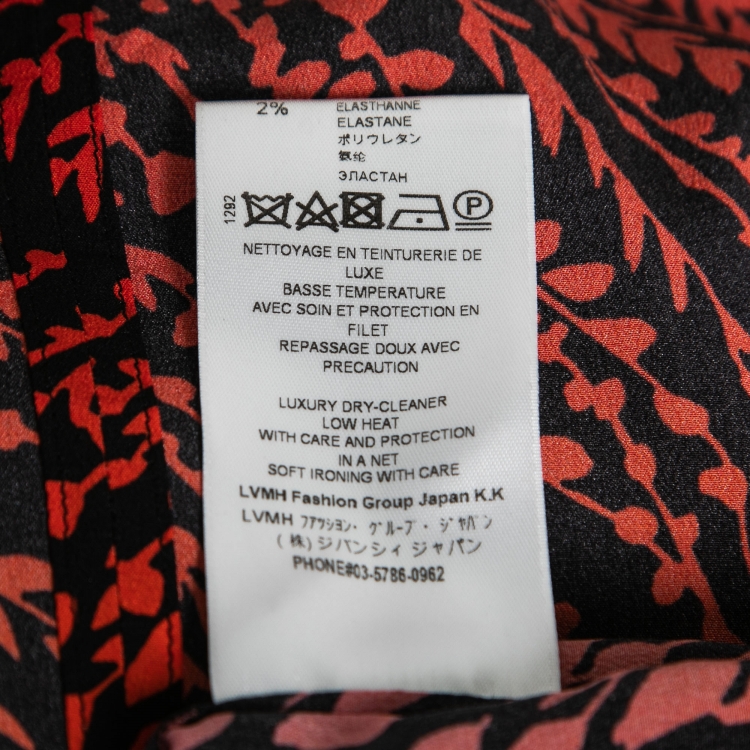 2% ELASTHANNE
ELASTANE
ポリウレタン
氨纶
ЭЛАСТАН
1292
P
NETTOYAGE EN TEINTURERIE DE
LUXE
BASSE TEMPERATURE
AVEC SOIN ET PROTECTION EN
FILET
REPASSAGE DOUX AVEC
PRECAUTION
LUXURY DRY-CLEANER
LOW HEAT
WITH CARE AND PROTECTION
IN A NET
SOFT IRONING WITH CARE
LVMH Fashion Group Japan K.K
LVMH ファッション・グループ・ジャパン
(株)ジバンシィ ジャパン
PHONE#03-5786-0962